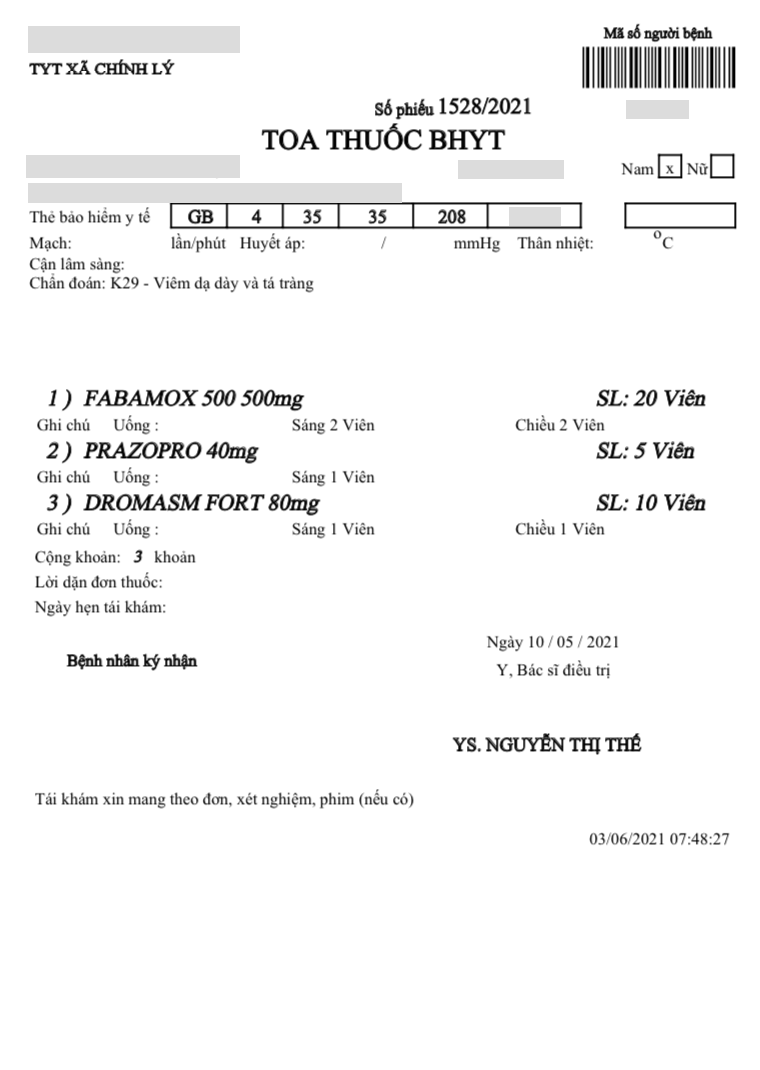 Mã số người bệnh
TYT XÃ CHÍNH LÝ
Số phiếu 1528/2021
TOA THUỐC BHYT
Nam x Nữ
Thẻ bảo hiểm y tế GB 4 35 35 208
Mạch: lần/phút Huyết áp: / mmHg Thân nhiệt: °C
Cận lâm sàng:
Chẩn đoán: K29 - Viêm dạ dày và tá tràng
1 ) FABAMOX 500 500mg SL: 20 Viên
Ghi chú Uống : Sáng 2 Viên Chiều 2 Viên
2 ) PRAZOPRO 40mg SL: 5 Viên
Ghi chú Uống : Sáng 1 Viên
3 ) DROMASM FORT 80mg SL: 10 Viên
Ghi chú Uống : Sáng 1 Viên Chiều 1 Viên
Cộng khoản: 3 khoản
Lời dặn đơn thuốc:
Ngày hẹn tái khám:
Ngày 10 / 05 / 2021
Bệnh nhân ký nhận
Y, Bác sĩ điều trị
YS. NGUYỄN THỊ THẾ
Tái khám xin mang theo đơn, xét nghiệm, phim (nếu có)
03/06/2021 07:48:27